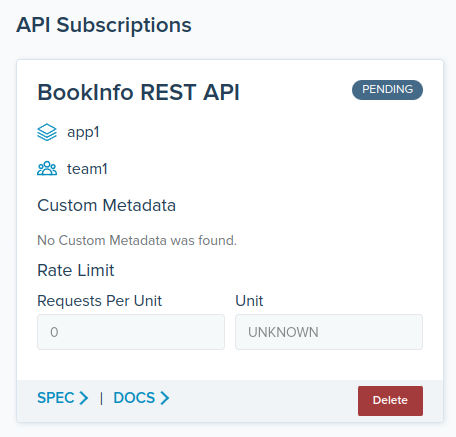 API Subscriptions
BookInfo REST API PENDING
app1
team1
Custom Metadata
No Custom Metadata was found.
Rate Limit
Requests Per Unit Unit
0 UNKNOWN
SPEC | DOCS Delete